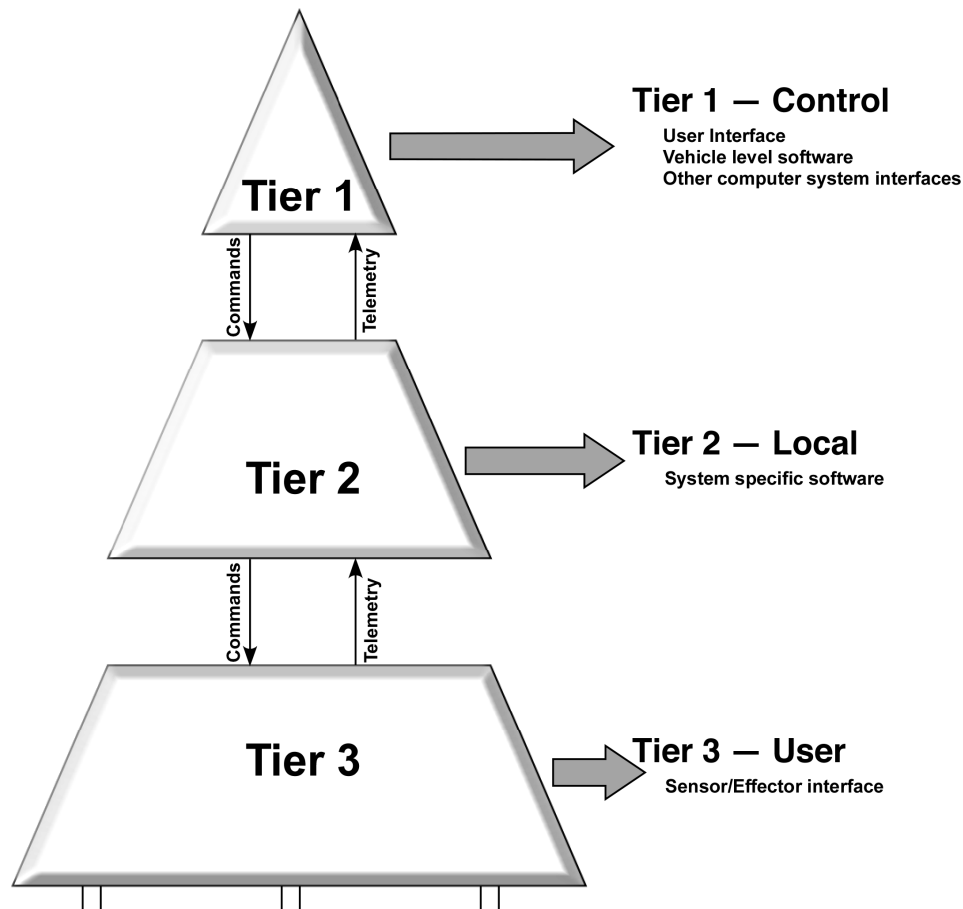 Tier 1
Tier 1 — Control
User Interface
Vehicle level software
Other computer system interfaces
Commands
Telemetry
Tier 2
Tier 2 — Local
System specific software
Commands
Telemetry
Tier 3
Tier 3 — User
Sensor/Effector interface